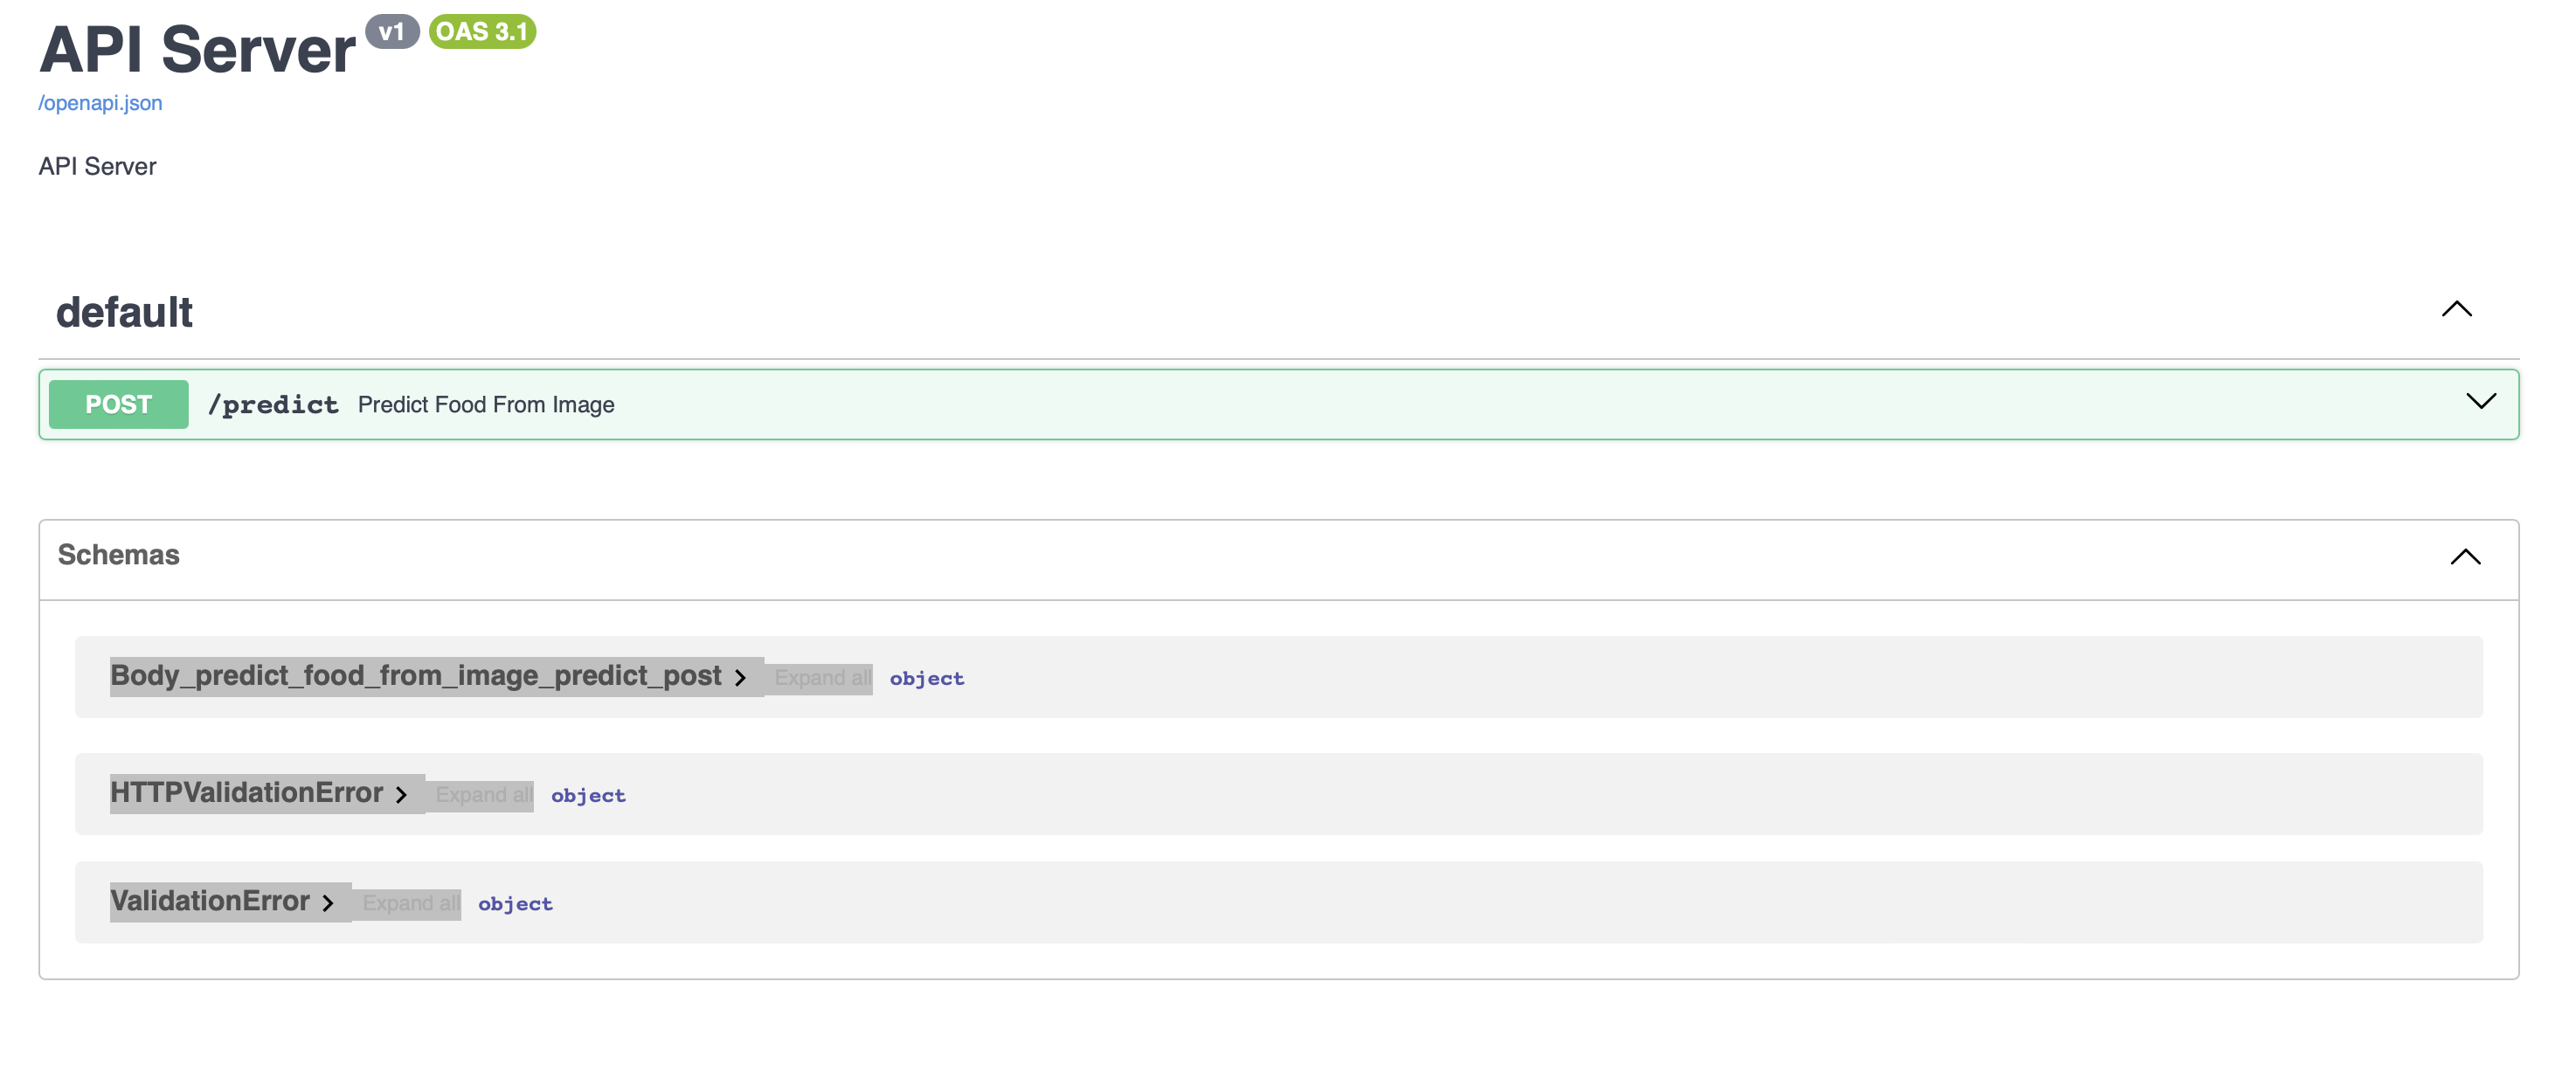 API Server v1 OAS 3.1
/openapi.json
API Server
default
POST /predict Predict Food From Image
Schemas
Body_predict_food_from_image_predict_post Expand all object
HTTPValidationError Expand all object
ValidationError Expand all object